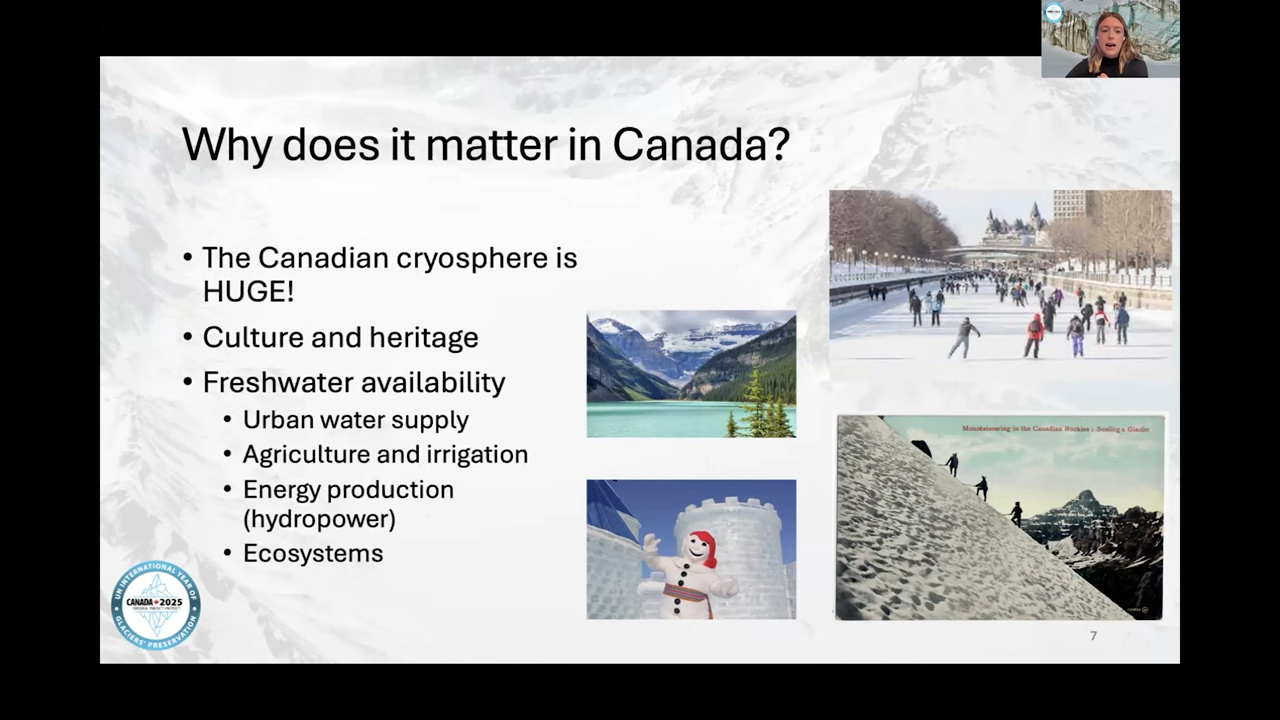 Why does it matter in Canada?
• The Canadian cryosphere is
HUGE!
• Culture and heritage
• Freshwater availability
• Urban water supply
• Agriculture and irrigation
• Energy production
(hydropower)
• Ecosystems
Mountaineering in the Canadian Rockies : Scaling a Glacier
UN INTERNATIONAL YEAR OF
CANADA 2025
GLACIERS' PRESERVATION
7